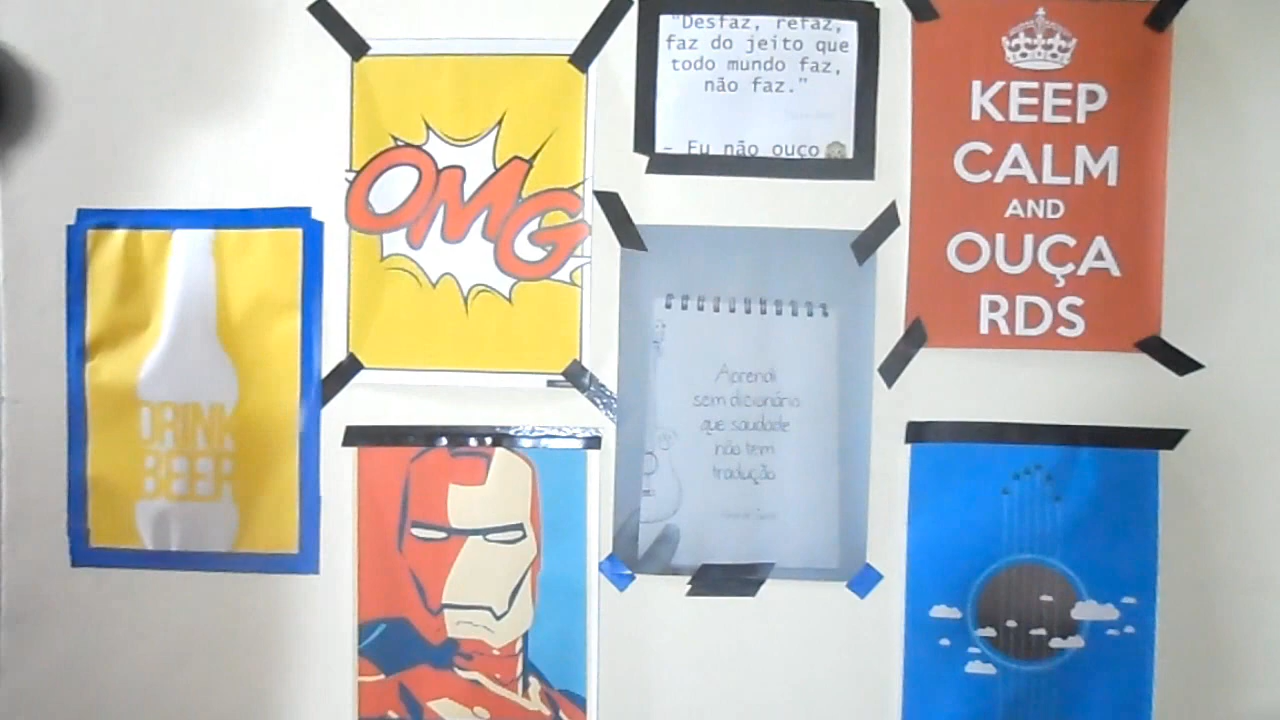 DRINK
BEER
OMG
"Desfaz, refaz,
faz do jeito que
todo mundo faz,
não faz."
- Eu não ouço
Aprendi
sem dicionário
que saudade
não tem
tradução
KEEP
CALM
AND
OUÇA
RDS